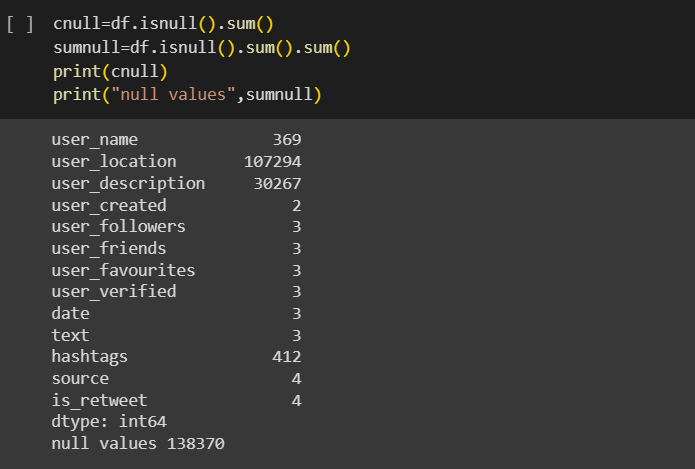 [ ] cnull=df.isnull().sum()
sumnull=df.isnull().sum().sum()
print(cnull)
print("null values",sumnull)
user_name 369
user_location 107294
user_description 30267
user_created 2
user_followers 3
user_friends 3
user_favourites 3
user_verified 3
date 3
text 3
hashtags 412
source 4
is_retweet 4
dtype: int64
null values 138370